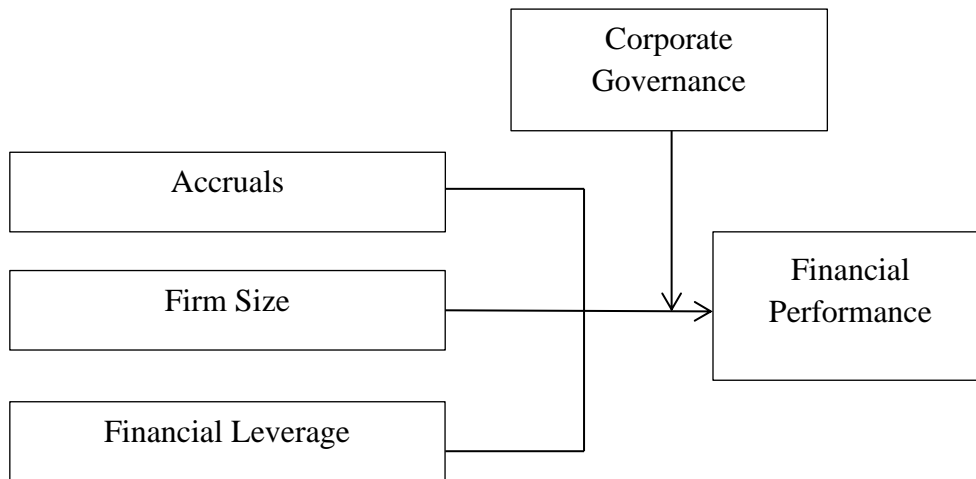 Corporate
Governance
Accruals
Firm Size
Financial
Performance
Financial Leverage